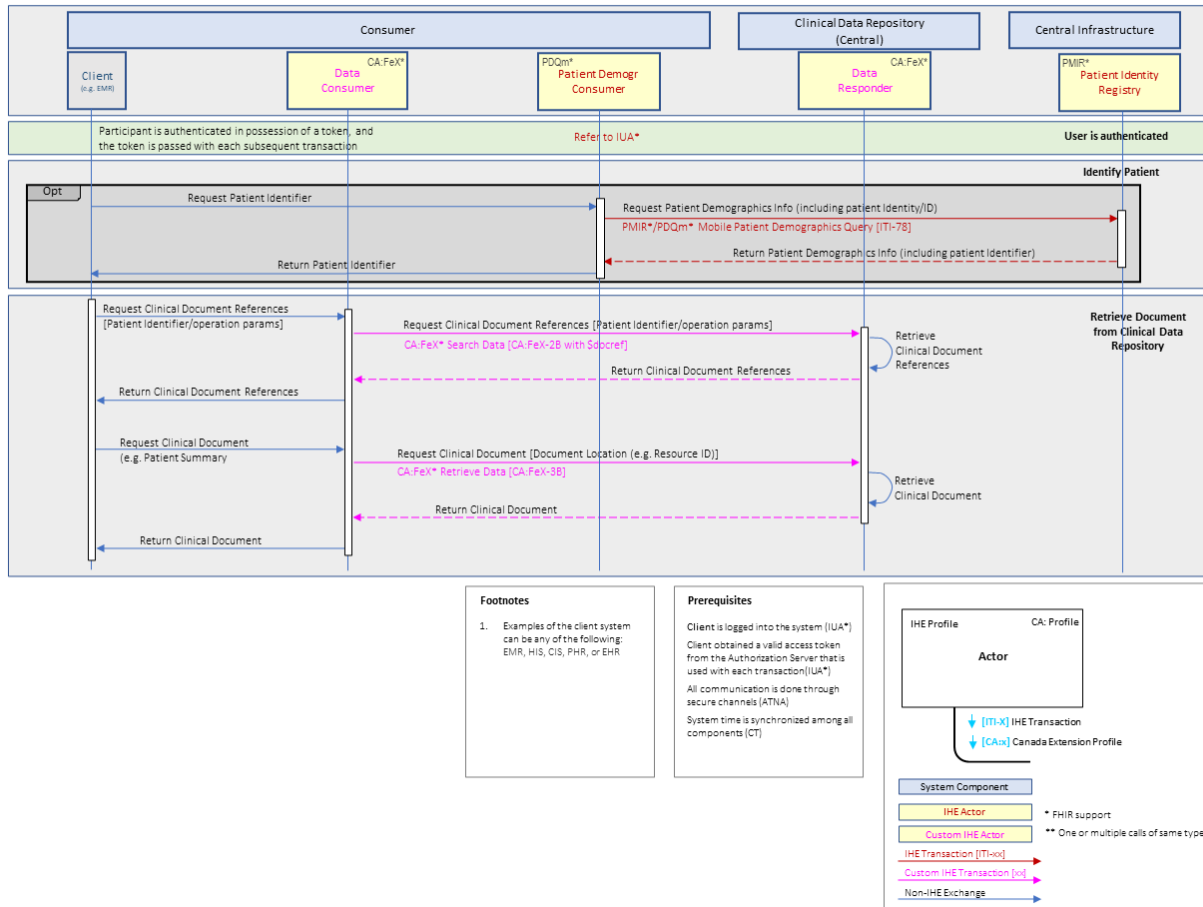 Consumer
Clinical Data Repository
(Central)
Central Infrastructure
Client
(e.g. EMR)
CA:FeX*
Data
Consumer
PDQm*
Patient Demogr
Consumer
CA:FeX*
Data
Responder
PMIR*
Patient Identity
Registry
Participant is authenticated in possession of a token, and
the token is passed with each subsequent transaction
Refer to IUA*
User is authenticated
Identify Patient
Opt
Request Patient Identifier
Request Patient Demographics Info (including patient Identity/ID)
PMIR*/PDQm* Mobile Patient Demographics Query [ITI-78]
Return Patient Demographics Info (including patient Identifier)
Return Patient Identifier
Retrieve Document
from Clinical Data
Repository
Request Clinical Document References
[Patient Identifier/operation params]
Request Clinical Document References [Patient Identifier/operation params]
CA:FeX* Search Data [CA:FeX-2B with $docref]
Retrieve
Clinical Document
References
Return Clinical Document References
Return Clinical Document References
Request Clinical Document
(e.g. Patient Summary
Request Clinical Document [Document Location (e.g. Resource ID)]
CA:FeX* Retrieve Data [CA:FeX-3B]
Retrieve
Clinical Document
Return Clinical Document
Return Clinical Document
Footnotes
1. Examples of the client system
can be any of the following:
EMR, HIS, CIS, PHR, or EHR
Prerequisites
Client is logged into the system (IUA*)
Client obtained a valid access token
from the Authorization Server that is
used with each transaction(IUA*)
All communication is done through
secure channels (ATNA)
System time is synchronized among all
components (CT)
IHE Profile
CA: Profile
Actor
[ITI-X] IHE Transaction
[CA:x] Canada Extension Profile
System Component
IHE Actor
* FHIR support
Custom IHE Actor
** One or multiple calls of same type
IHE Transaction [ITI-xx]
Custom IHE Transaction [xx]
Non-IHE Exchange